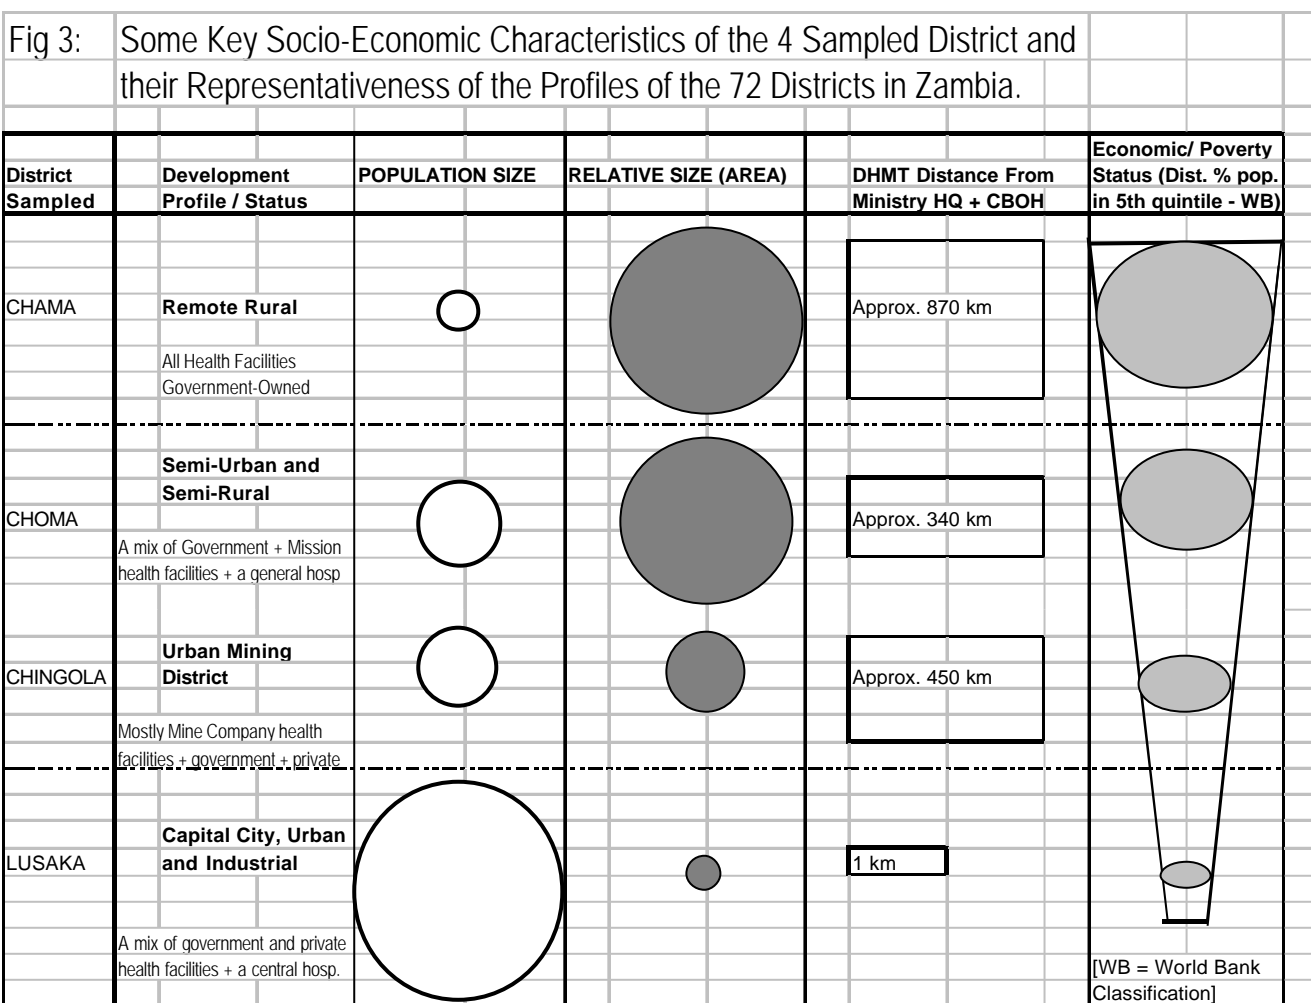 Fig 3: Some Key Socio-Economic Characteristics of the 4 Sampled District and
their Representativeness of the Profiles of the 72 Districts in Zambia.
District
Sampled
Development
Profile / Status
POPULATION SIZE
RELATIVE SIZE (AREA)
DHMT Distance From
Ministry HQ + CBOH
Economic/ Poverty
Status (Dist. % pop.
in 5th quintile - WB)
CHAMA
Remote Rural
All Health Facilities
Government-Owned
Approx. 870 km
CHOMA
Semi-Urban and
Semi-Rural
A mix of Government + Mission
health facilities + a general hosp
Approx. 340 km
CHINGOLA
Urban Mining
District
Mostly Mine Company health
facilities + government + private
Approx. 450 km
LUSAKA
Capital City, Urban
and Industrial
A mix of government and private
health facilities + a central hosp.
1 km
[WB = World Bank
Classification]